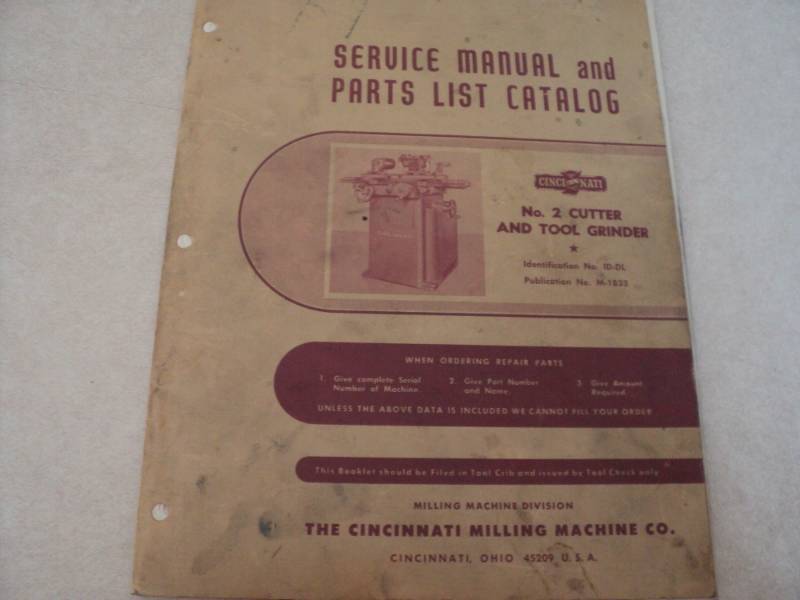 SERVICE MANUAL and
PARTS LIST CATALOG
CINCINNATI
No. 2 CUTTER
AND TOOL GRINDER
★
Identification No. ID-DL
Publication No. M-1833
WHEN ORDERING REPAIR PARTS
1. Give complete Serial Number of Machine.
2. Give Part Number and Name.
3. Give Amount Required.
UNLESS THE ABOVE DATA IS INCLUDED WE CANNOT FILL YOUR ORDER
This Booklet should be Filed in Tool Crib and issued by Tool Check only
MILLING MACHINE DIVISION
THE CINCINNATI MILLING MACHINE CO.
CINCINNATI, OHIO 45209 U. S. A.